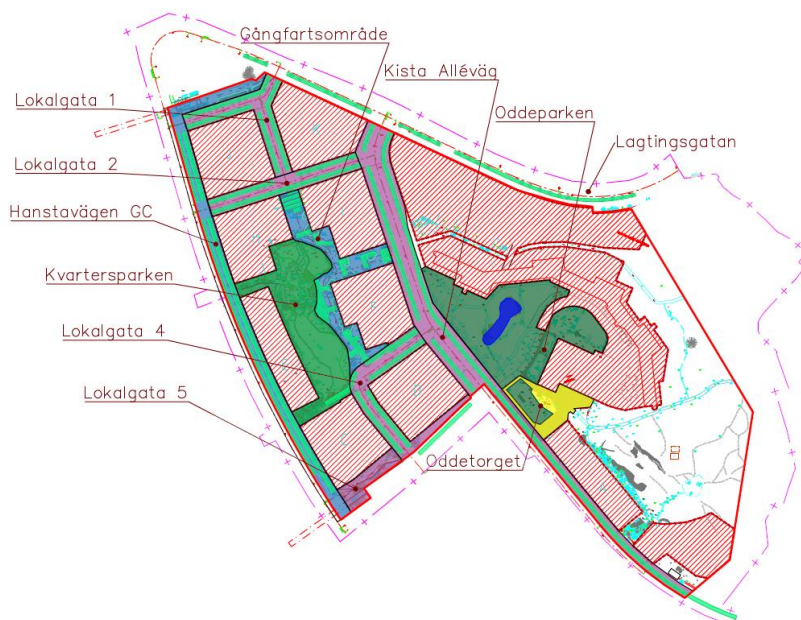 Gångfartsområde
Kista Alléväg
Lokalgata 1
Oddeparken
Lagtingsgatan
Lokalgata 2
Hanstavägen GC
Kvartersparken
Lokalgata 4
Lokalgata 5
Oddetorget